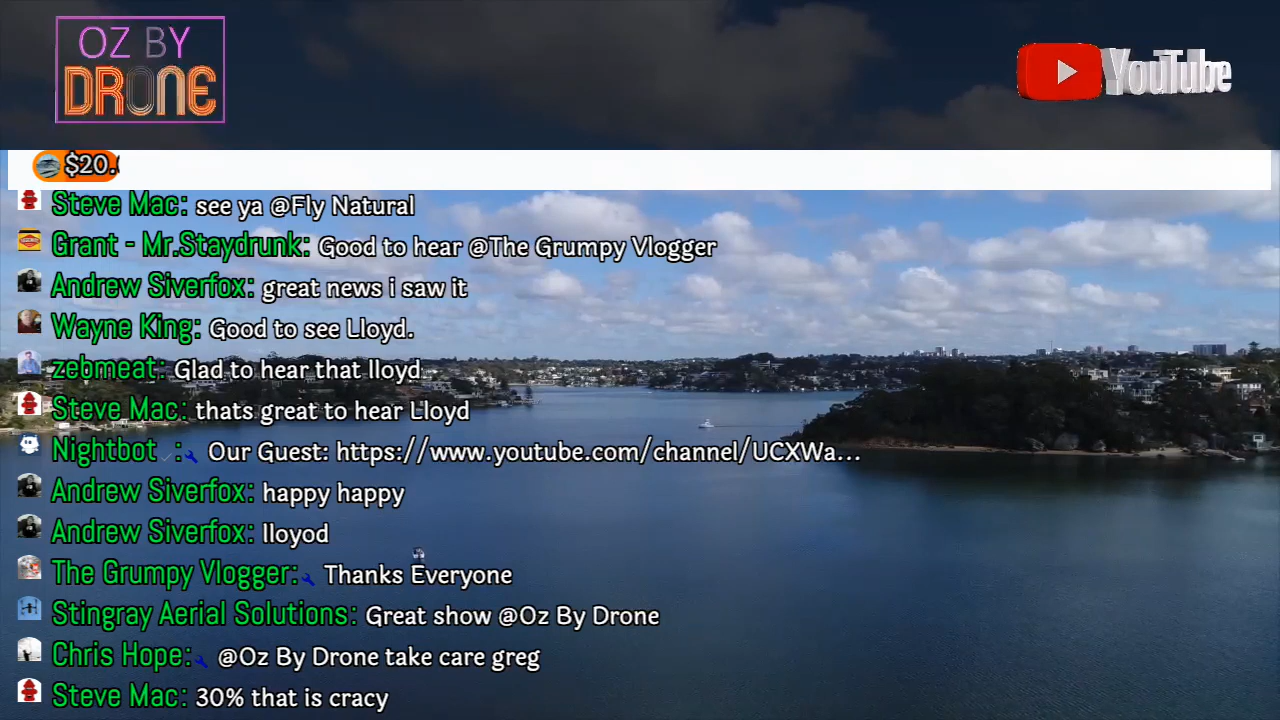 OZ BY
DRONE
YouTube
$20.
Steve Mac: see ya @Fly Natural
Grant - Mr.Staydrunk: Good to hear @The Grumpy Vlogger
Andrew Siverfox: great news i saw it
Wayne King: Good to see Lloyd.
zebmeat: Glad to hear that lloyd
Steve Mac: thats great to hear Lloyd
Nightbot : Our Guest: https://www.youtube.com/channel/UCXWa...
Andrew Siverfox: happy happy
Andrew Siverfox: lloyod
The Grumpy Vlogger: Thanks Everyone
Stingray Aerial Solutions: Great show @Oz By Drone
Chris Hope: @Oz By Drone take care greg
Steve Mac: 30% that is cracy